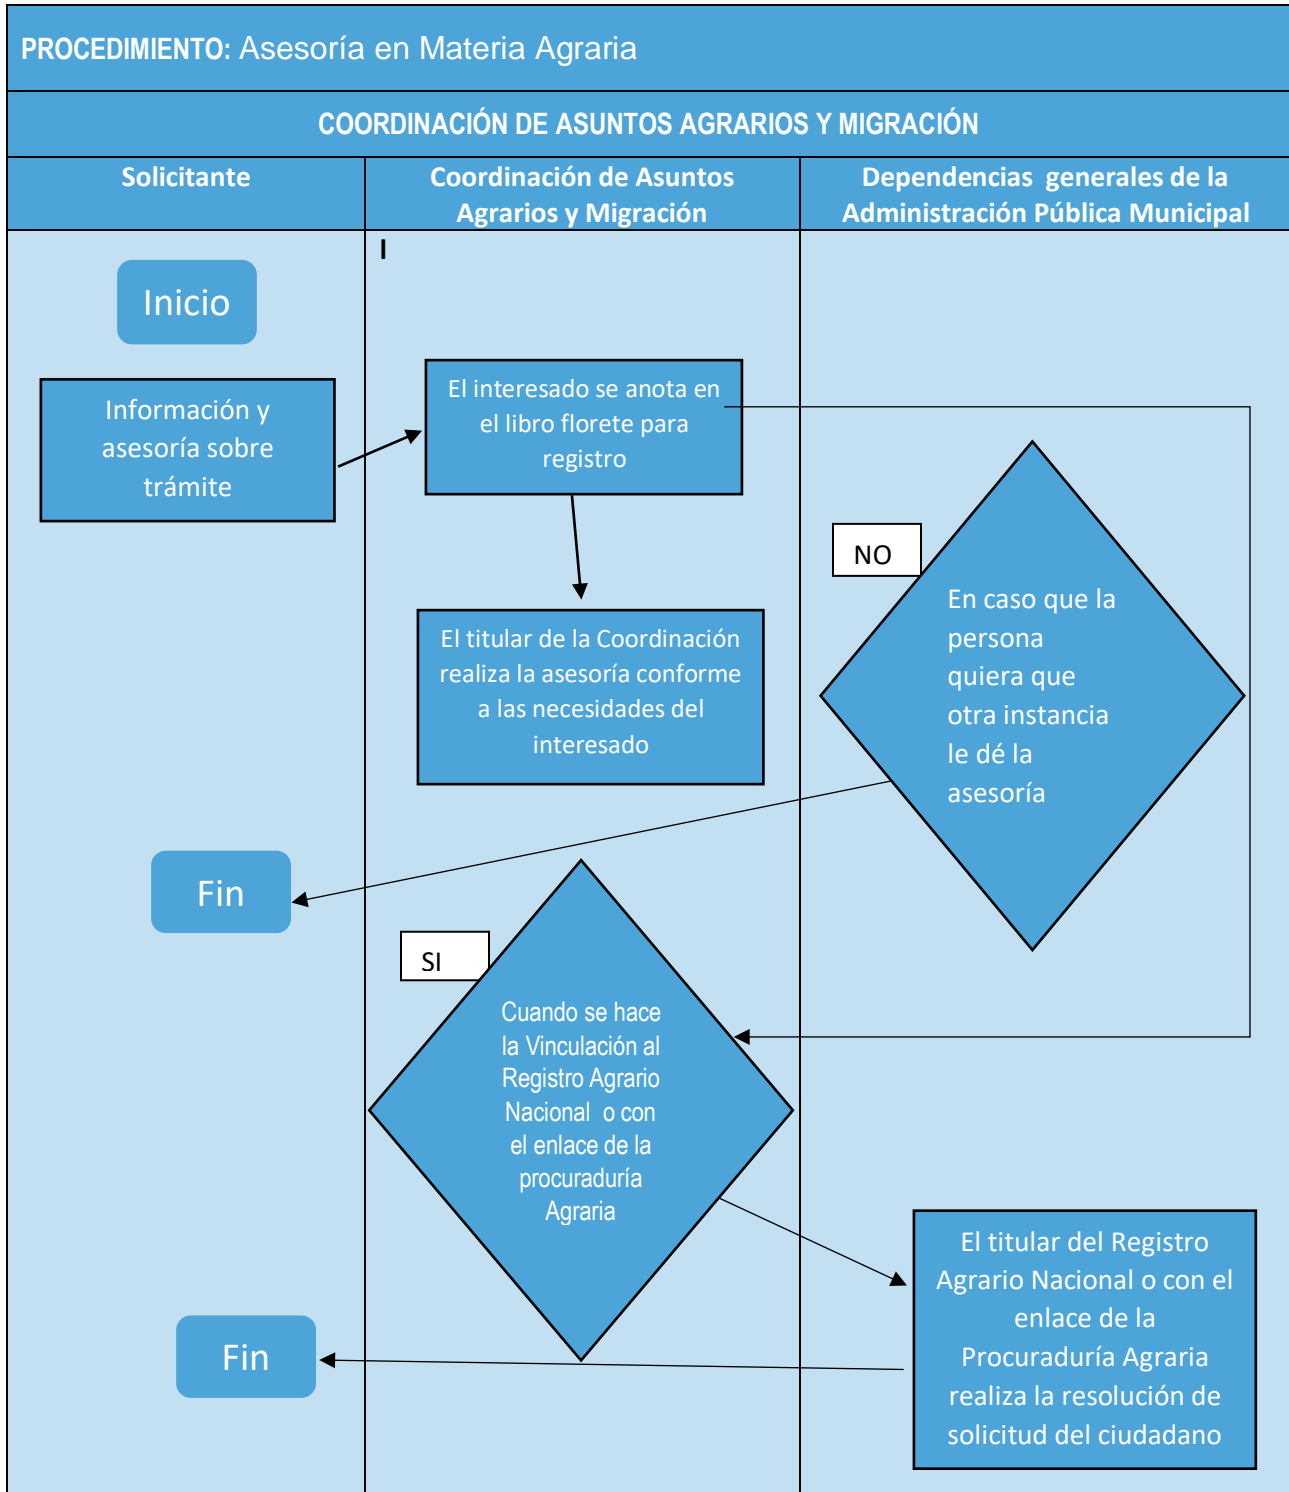 PROCEDIMIENTO: Asesoría en Materia Agraria
COORDINACIÓN DE ASUNTOS AGRARIOS Y MIGRACIÓN
Solicitante
Coordinación de Asuntos
Agrarios y Migración
Dependencias generales de la
Administración Pública Municipal
I
Inicio
Información y
asesoría sobre
trámite
El interesado se anota en
el libro florete para
registro
El titular de la Coordinación
realiza la asesoría conforme
a las necesidades del
interesado
NO
En caso que la
persona
quiera que
otra instancia
le dé la
asesoría
Fin
SI
Cuando se hace
la Vinculación al
Registro Agrario
Nacional o con
el enlace de la
procuraduría
Agraria
El titular del Registro
Agrario Nacional o con el
enlace de la
Procuraduría Agraria
realiza la resolución de
solicitud del ciudadano
Fin